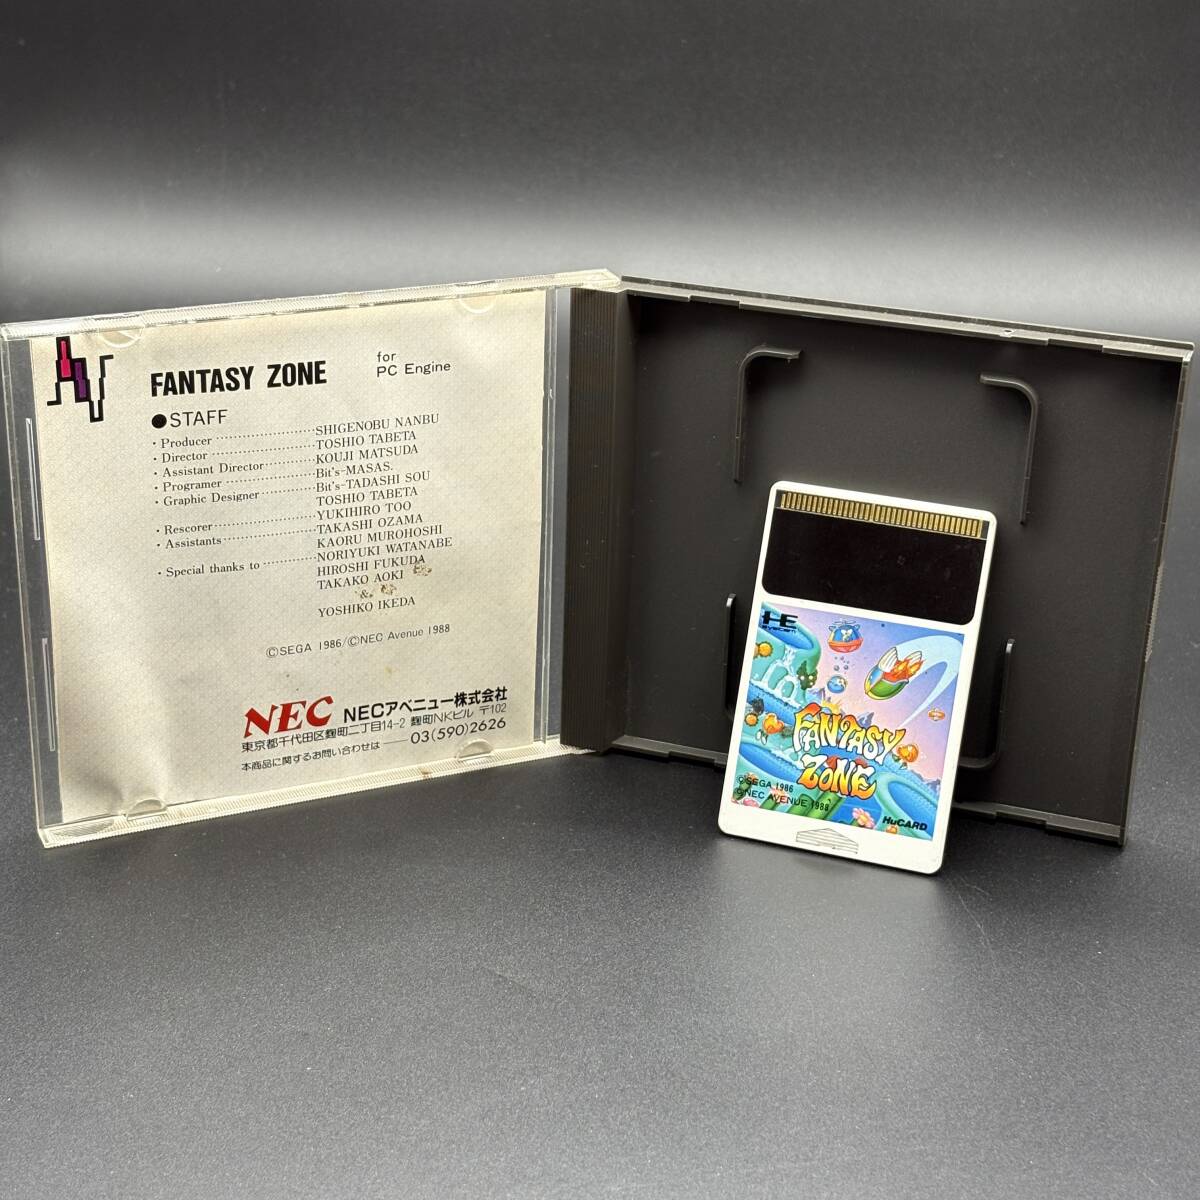 FANTASY ZONE
for
PC Engine
●STAFF
・Producer ······················ SHIGENOBU NANBU
・Director ······················ TOSHIO TABETA
・Assistant Director ············ KOUJI MATSUDA
・Programer ····················· Bit's-MASAS.
・Graphic Designer ·············· Bit's-TADASHI SOU
TOSHIO TABETA
・Rescorer ······················ YUKIHIRO TOO
・Assistants ···················· TAKASHI OZAMA
KAORU MUROHOSHI
・Special thanks to ············· NORIYUKI WATANABE
HIROSHI FUKUDA
TAKAKO AOKI
&
YOSHIKO IKEDA
©SEGA 1986/©NEC Avenue 1988
NEC NECアベニュー株式会社
東京都千代田区麹町二丁目14-2 麹町NKビル 〒102
本商品に関するお問い合わせは——03(590)2626
HE
FANTASY
ZONE
©SEGA 1986
©NEC AVENUE 1988
HuCARD